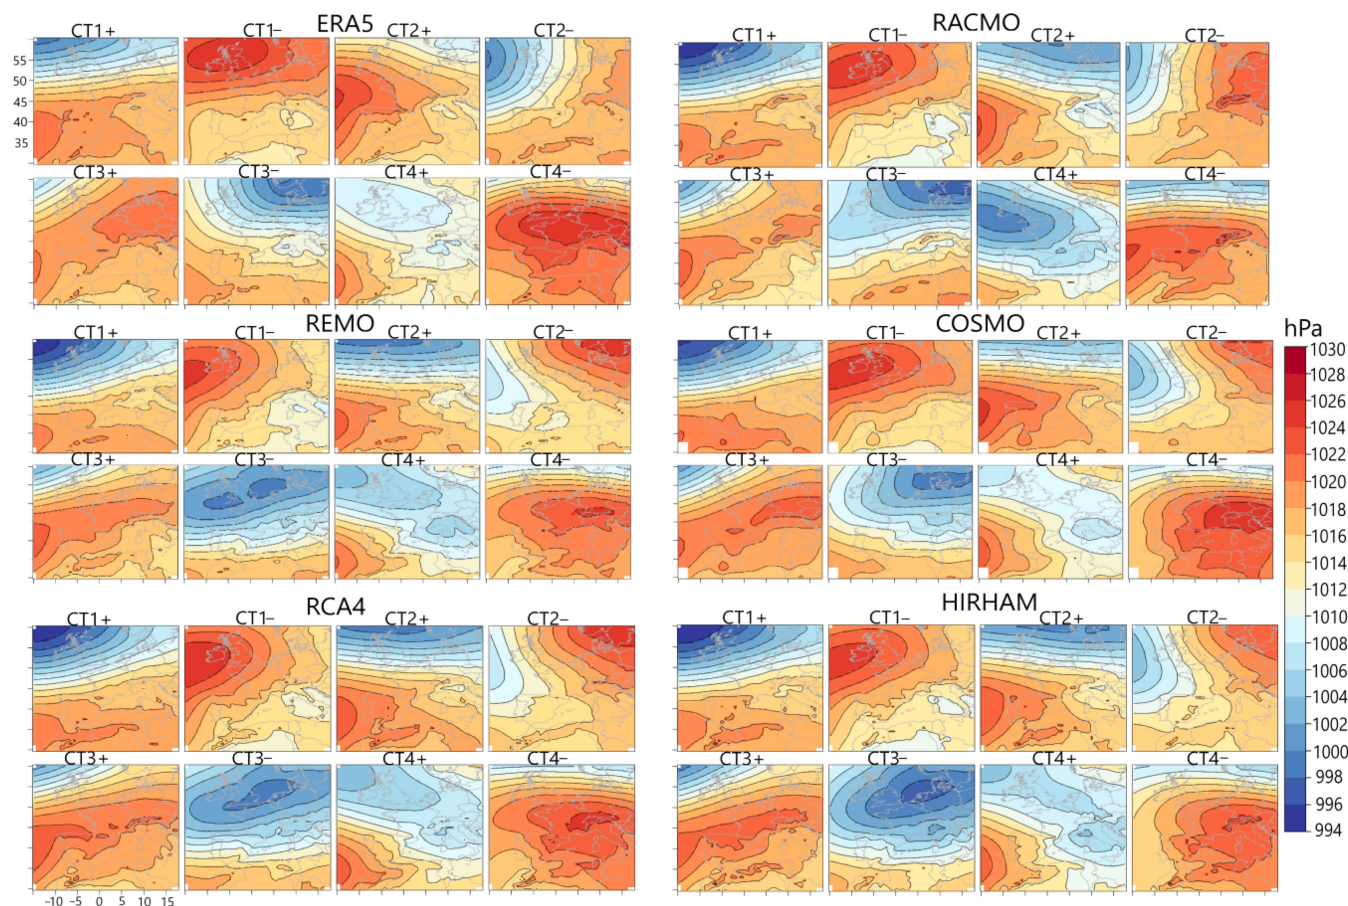 ERA5
CT1+ CT1− CT2+ CT2−
55
50
45
40
35
CT3+ CT3− CT4+ CT4−
RACMO
CT1+ CT1− CT2+ CT2−
CT3+ CT3− CT4+ CT4−
REMO
CT1+ CT1− CT2+ CT2−
CT3+ CT3− CT4+ CT4−
COSMO
CT1+ CT1− CT2+ CT2−
CT3+ CT3− CT4+ CT4−
RCA4
CT1+ CT1− CT2+ CT2−
CT3+ CT3− CT4+ CT4−
−10 −5 0 5 10 15
HIRHAM
CT1+ CT1− CT2+ CT2−
CT3+ CT3− CT4+ CT4−
hPa
1030
1028
1026
1024
1022
1020
1018
1016
1014
1012
1010
1008
1006
1004
1002
1000
998
996
994